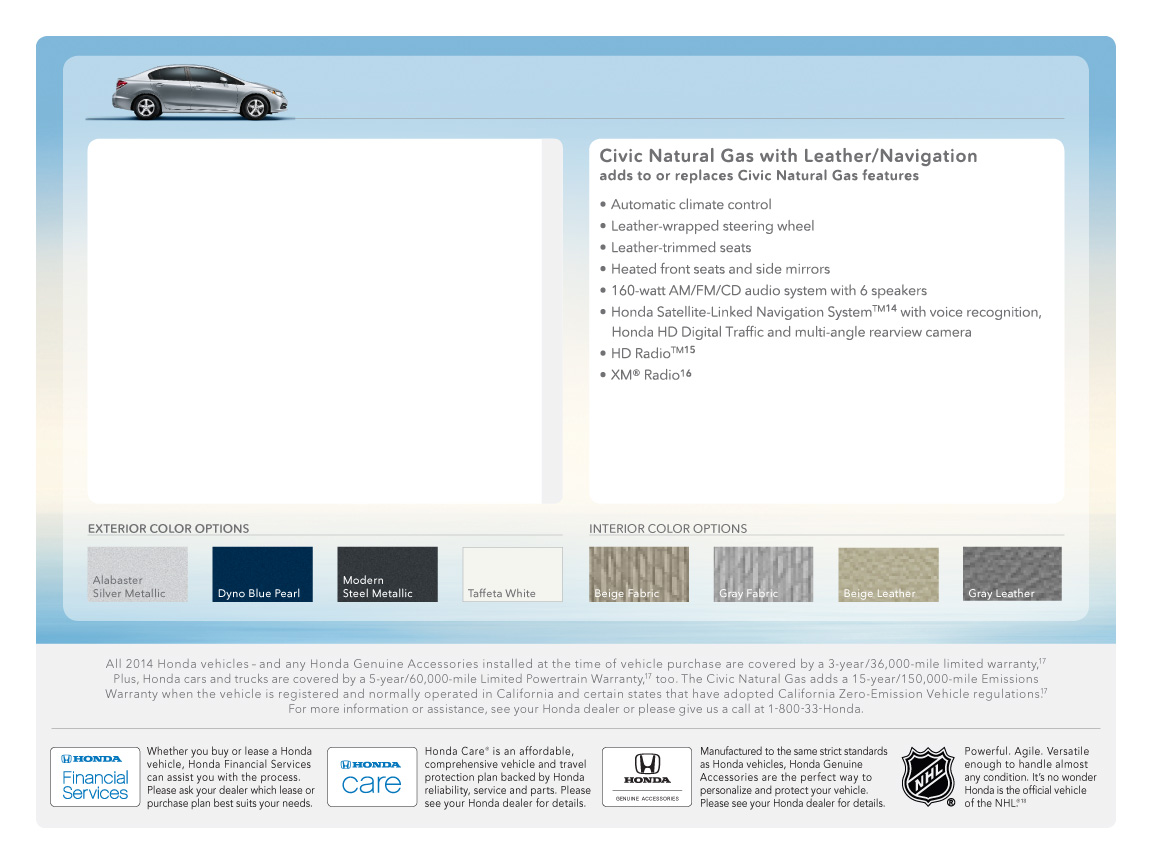 Civic Natural Gas with Leather/Navigation
adds to or replaces Civic Natural Gas features
• Automatic climate control
• Leather-wrapped steering wheel
• Leather-trimmed seats
• Heated front seats and side mirrors
• 160-watt AM/FM/CD audio system with 6 speakers
• Honda Satellite-Linked Navigation System™14 with voice recognition,
Honda HD Digital Traffic and multi-angle rearview camera
• HD Radio™15
• XM® Radio16
EXTERIOR COLOR OPTIONS
Alabaster
Silver Metallic
Dyno Blue Pearl
Modern
Steel Metallic
Taffeta White
INTERIOR COLOR OPTIONS
Beige Fabric
Gray Fabric
Beige Leather
Gray Leather
All 2014 Honda vehicles – and any Honda Genuine Accessories installed at the time of vehicle purchase are covered by a 3-year/36,000-mile limited warranty,17
Plus, Honda cars and trucks are covered by a 5-year/60,000-mile Limited Powertrain Warranty,17 too. The Civic Natural Gas adds a 15-year/150,000-mile Emissions
Warranty when the vehicle is registered and normally operated in California and certain states that have adopted California Zero-Emission Vehicle regulations.17
For more information or assistance, see your Honda dealer or please give us a call at 1-800-33-Honda.
HONDA
Financial
Services
Whether you buy or lease a Honda
vehicle, Honda Financial Services
can assist you with the process.
Please ask your dealer which lease or
purchase plan best suits your needs.
HONDA
care
Honda Care® is an affordable,
comprehensive vehicle and travel
protection plan backed by Honda
reliability, service and parts. Please
see your Honda dealer for details.
HONDA
GENUINE ACCESSORIES
Manufactured to the same strict standards
as Honda vehicles, Honda Genuine
Accessories are the perfect way to
personalize and protect your vehicle.
Please see your Honda dealer for details.
NHL®
Powerful. Agile. Versatile
enough to handle almost
any condition. It's no wonder
Honda is the official vehicle
of the NHL.®18